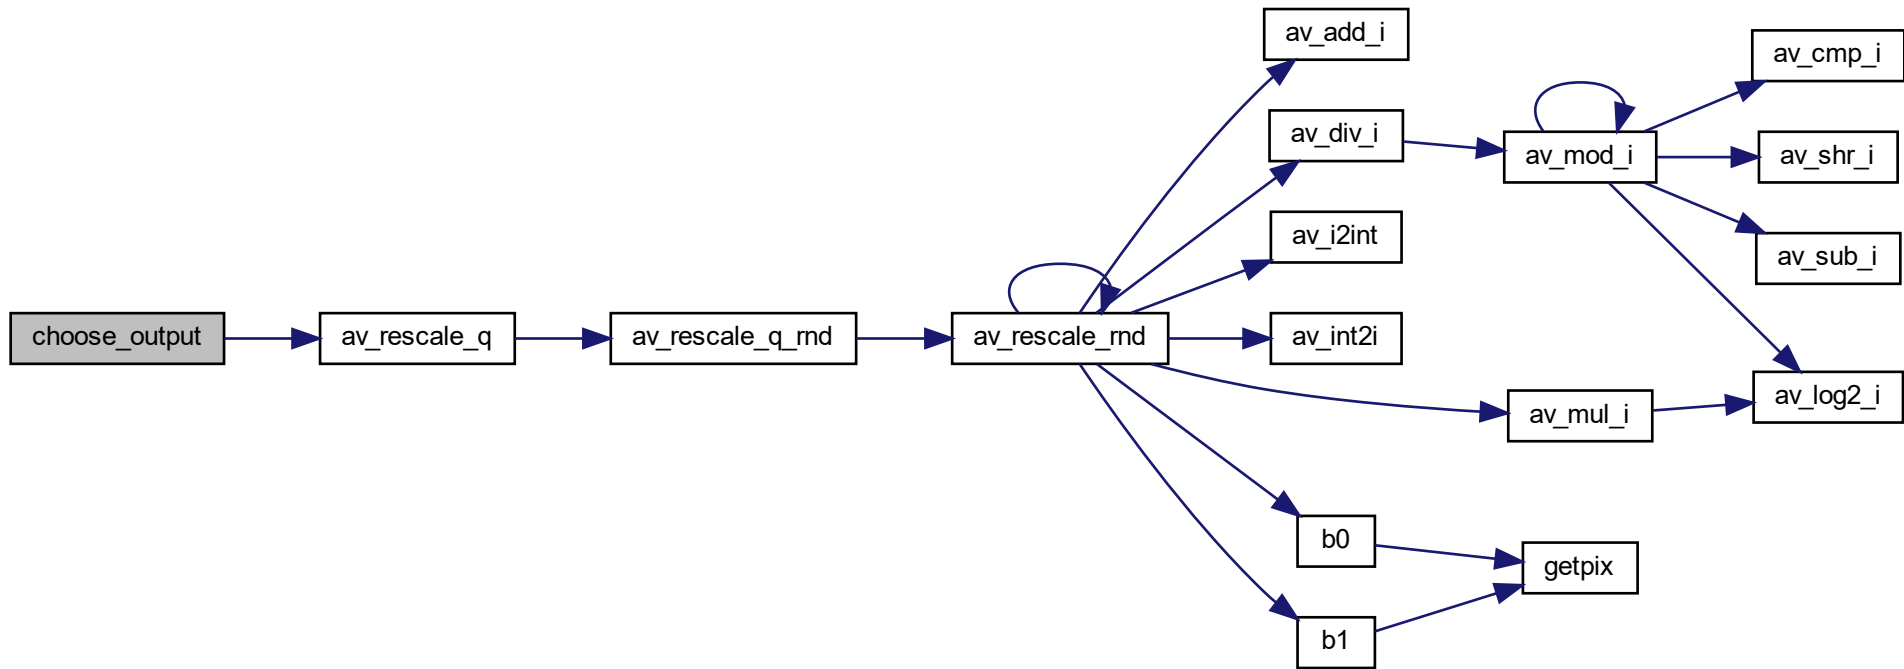 choose_output
av_rescale_q
av_rescale_q_rnd
av_rescale_rnd
av_add_i
av_div_i
av_i2int
av_int2i
av_mul_i
b0
b1
av_mod_i
getpix
av_cmp_i
av_shr_i
av_sub_i
av_log2_i